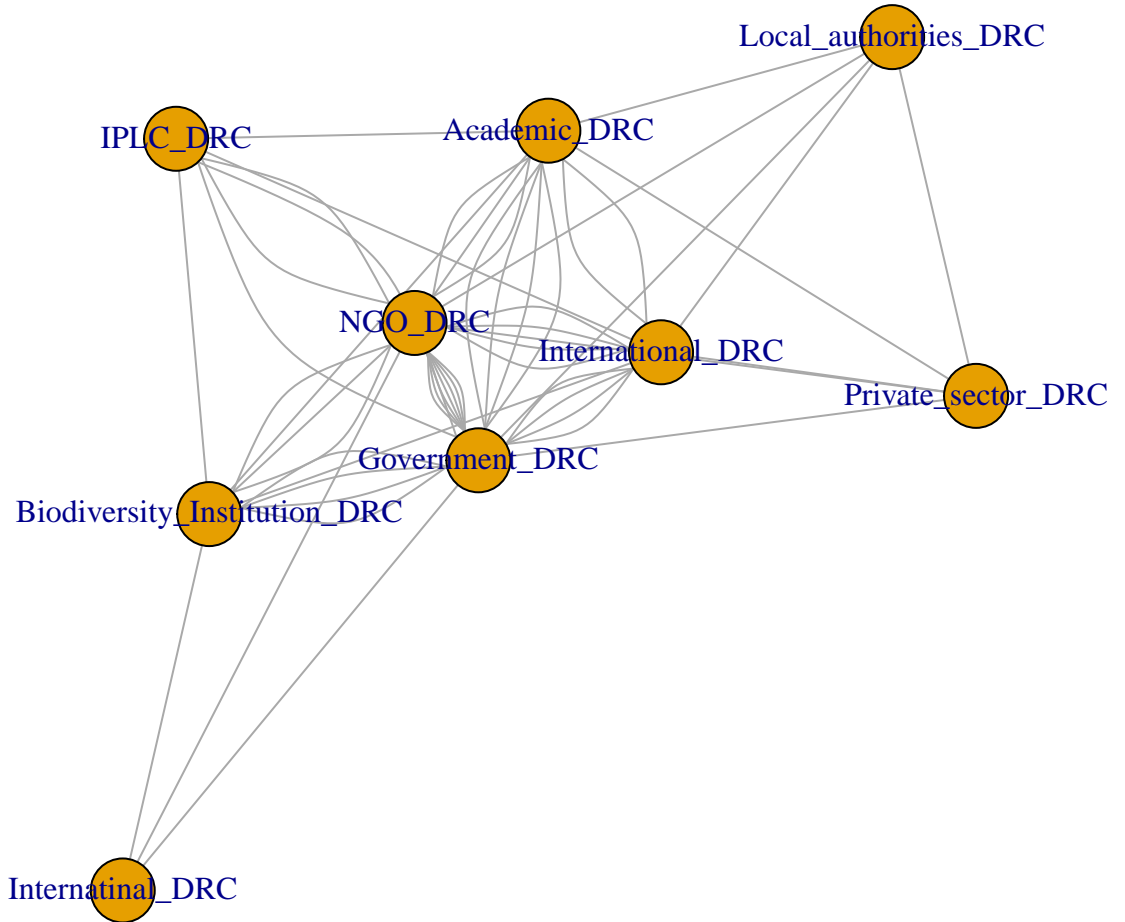 Local_authorities_DRC
IPLC_DRC
Academic_DRC
NGO_DRC
International_DRC
Private_sector_DRC
Government_DRC
Biodiversity_Institution_DRC
Internatinal_DRC